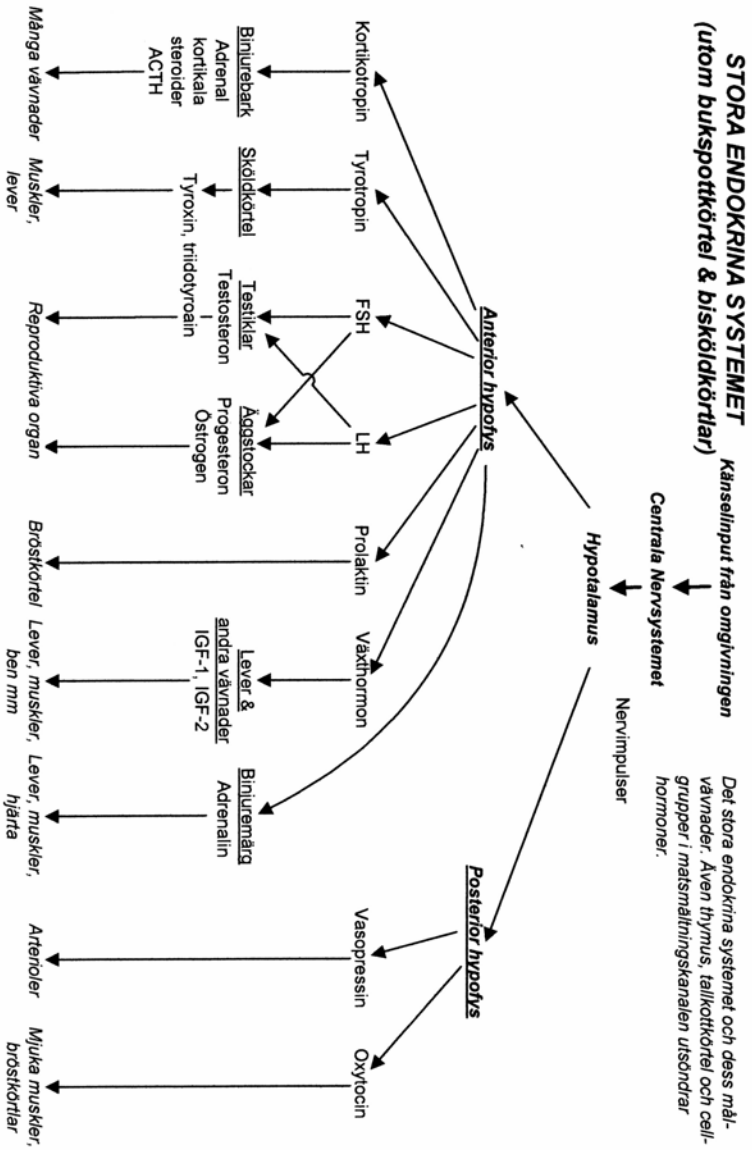 STORA ENDOKRINA SYSTEMET
(utom bukspottkörtel & bisköldkörtlar)
Känselinput från omgivningen
Centrala Nervsystemet
Hypotalamus
Nervimpulser
Det stora endokrina systemet och dess mål-
vävnader. Även thymus, tallkottkörtel och cell-
grupper i matsmältningskanalen utsöndrar
hormoner.
Anterior hypofys
Posterior hypofys
Kortikotropin
Tyrotropin
FSH
LH
Prolaktin
Växthormon
Vasopressin
Oxytocin
Binjurebark
Adrenal
kortikala
steroider
ACTH
Sköldkörtel
Tyroxin, triidotyroain
Testiklar
Testosteron
Äggstockar
Progesteron
Östrogen
Lever &
andra vävnader
IGF-1, IGF-2
Binjuremärg
Adrenalin
Många vävnader
Muskler,
lever
Reproduktiva organ
Bröstkörtel
Lever, muskler,
ben mm
Lever, muskler,
hjärta
Arterioler
Mjuka muskler,
bröstkörtlar